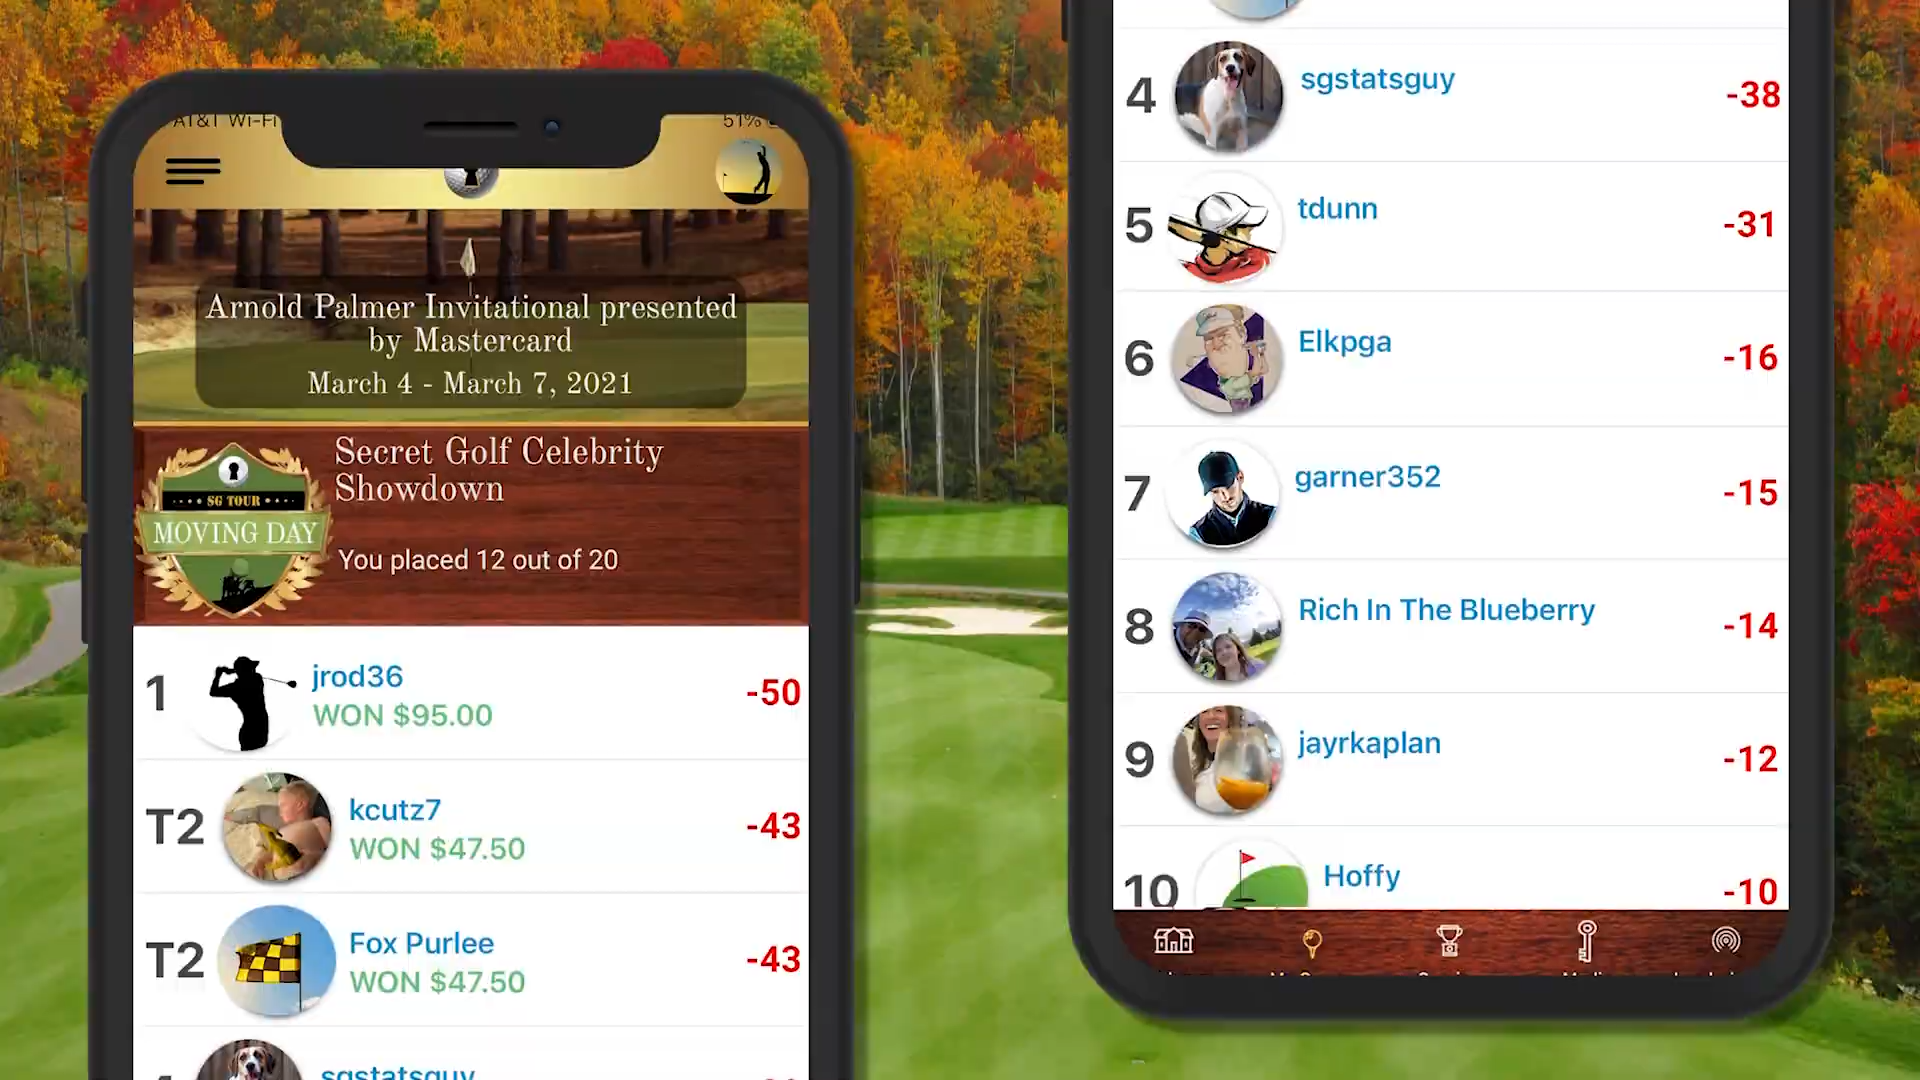 AT&T Wi-Fi
51%
Arnold Palmer Invitational presented
by Mastercard
March 4 - March 7, 2021
SG TOUR
MOVING DAY
Secret Golf Celebrity
Showdown
You placed 12 out of 20
1
jrod36
WON $95.00
-50
T2
kcutz7
WON $47.50
-43
T2
Fox Purlee
WON $47.50
-43
sgstatsguy
4
sgstatsguy
-38
5
tdunn
-31
6
Elkpga
-16
7
garner352
-15
8
Rich In The Blueberry
-14
9
jayrkaplan
-12
10
Hoffy
-10